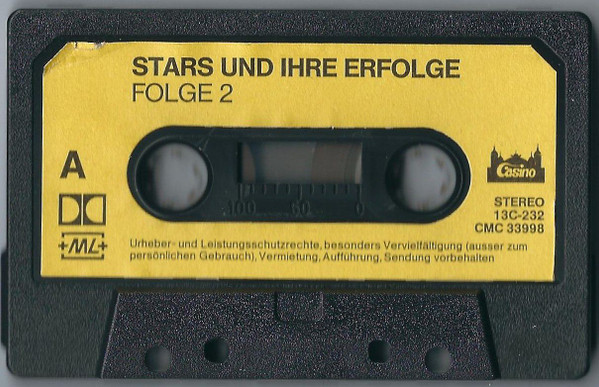 STARS UND IHRE ERFOLGE
FOLGE 2
A
Casino
100 50 0
STEREO
13C-232
CMC 33998
+ML+
Urheber- und Leistungsschutzrechte, besonders Vervielfältigung (ausser zum
persönlichen Gebrauch), Vermietung, Aufführung, Sendung vorbehalten